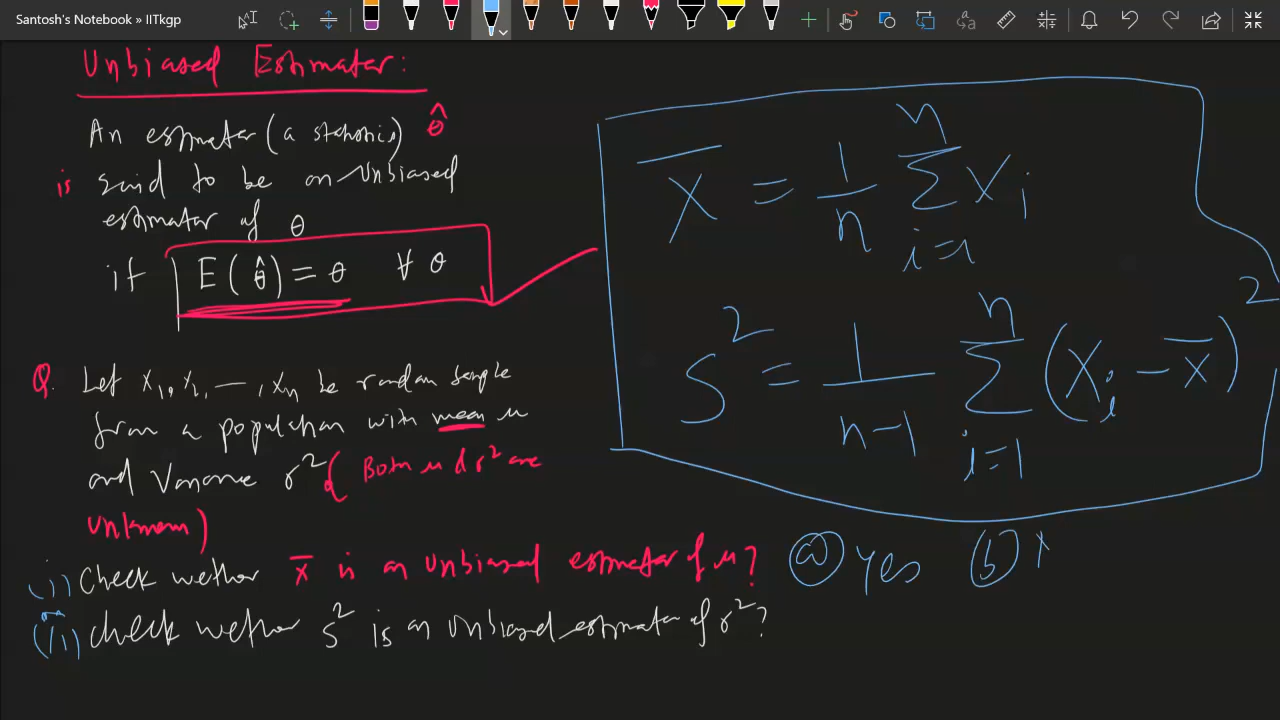 Santosh's Notebook » IITkgp
Unbiased Estimator:
An estimator (a statistic) θ̂
is said to be an unbiased
estimator of θ
if E(θ̂) = θ ∀ θ
X̄ = 1/n Σ_{i=1}^{n} X_i
S² = 1/(n-1) Σ_{i=1}^{n} (X_i - X̄)²
Q. Let X₁, X₂, —, Xn be random sample
from a population with mean μ
and Variance σ² (Both μ & σ² are
unknown)
(i) Check wether X̄ is an unbiased estimator of μ? (a) Yes (b) X
(ii) check wether S² is an unbiased estimator of σ²?